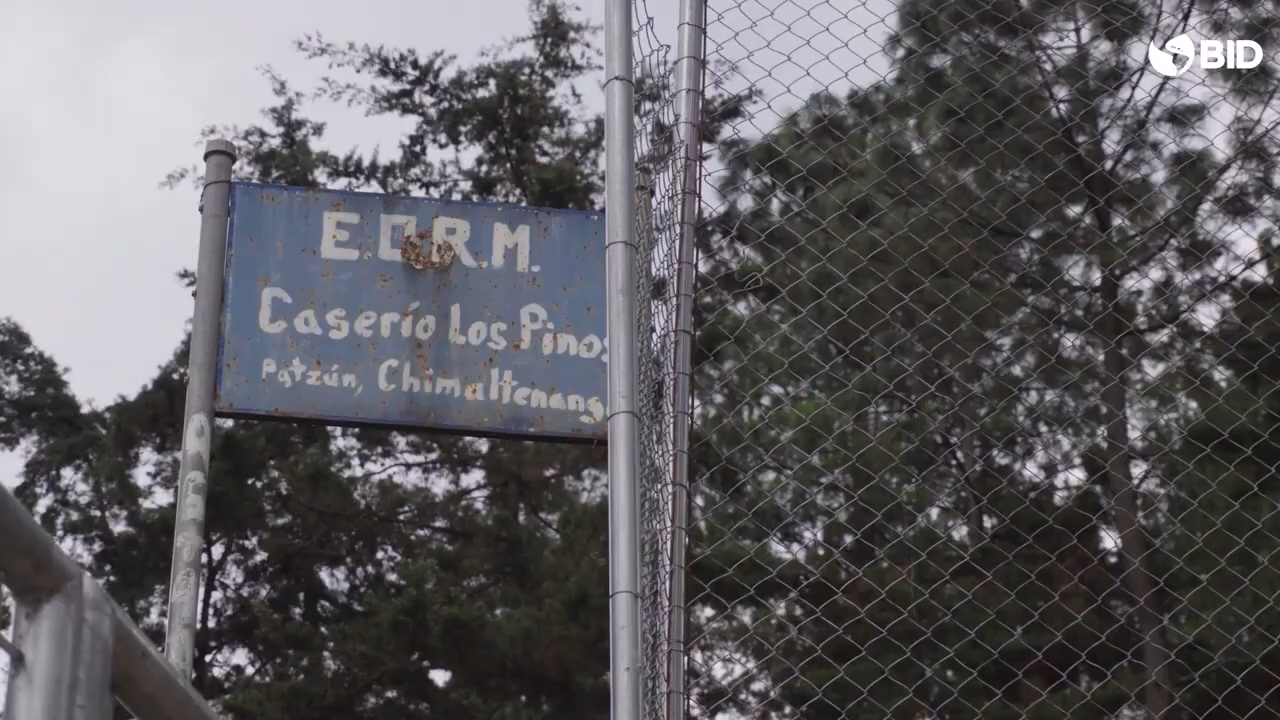 BID
E.O.R.M.
Caserío Los Pinos
Patzún, Chimaltenang